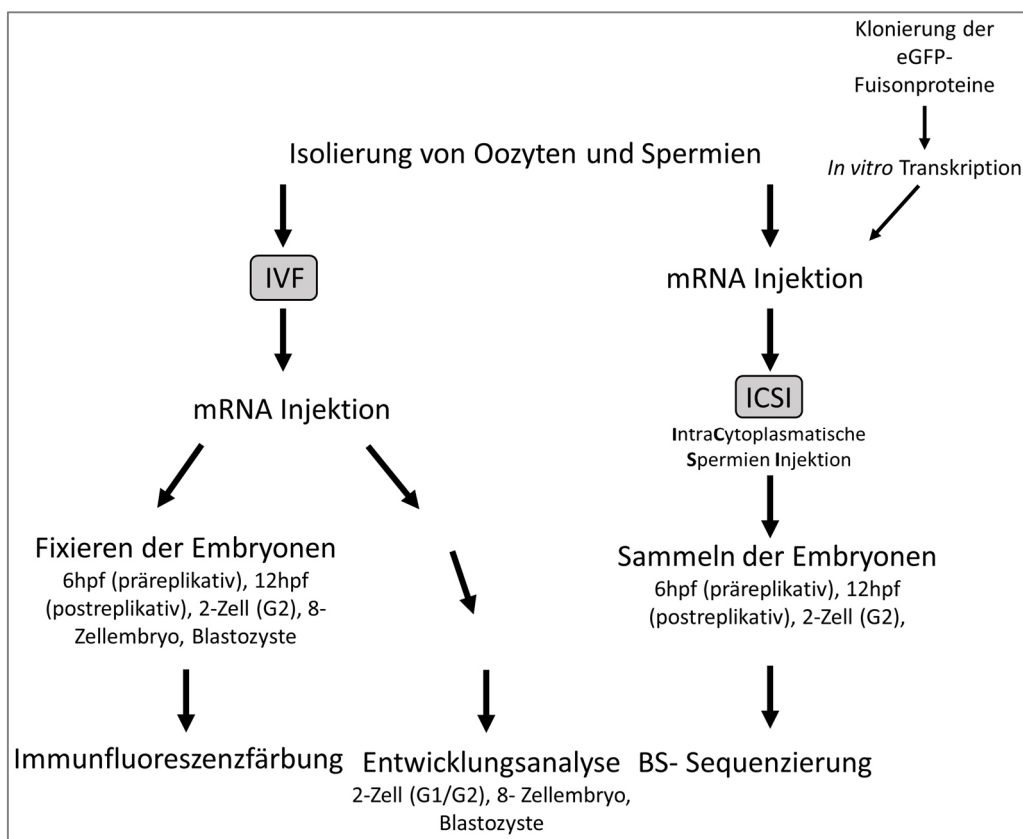 Klonierung der
eGFP-
Fuisonproteine
Isolierung von Oozyten und Spermien
In vitro Transkription
IVF
mRNA Injektion
mRNA Injektion
ICSI
IntraCytoplasmatische
Spermien Injektion
Fixieren der Embryonen
6hpf (präreplikativ), 12hpf
(postreplikativ), 2-Zell (G2), 8-
Zellembryo, Blastozyste
Sammeln der Embryonen
6hpf (präreplikativ), 12hpf
(postreplikativ), 2-Zell (G2),
Immunfluoreszenzfärbung
Entwicklungsanalyse
2-Zell (G1/G2), 8- Zellembryo,
Blastozyste
BS- Sequenzierung